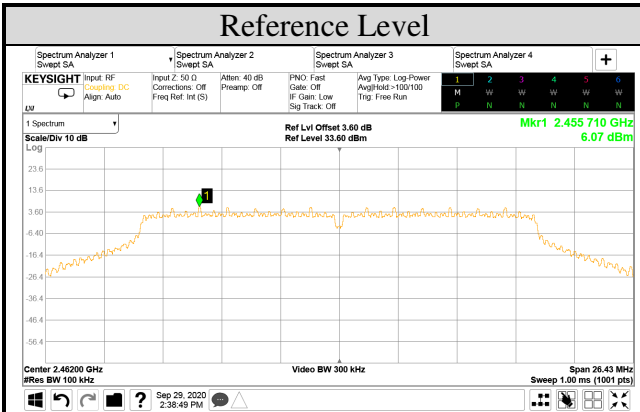 Reference Level
Spectrum Analyzer 1
Swept SA
Spectrum Analyzer 2
Swept SA
Spectrum Analyzer 3
Swept SA
Spectrum Analyzer 4
Swept SA
+
KEYSIGHT
Input: RF
Coupling: DC
Align: Auto
Input Z: 50 Ω
Corrections: Off
Freq Ref: Int (S)
Atten: 40 dB
Preamp: Off
PNO: Fast
Gate: Off
IF Gain: Low
Sig Track: Off
Avg Type: Log-Power
Avg|Hold:>100/100
Trig: Free Run
1 2 3 4 5 6
M W W W W W
P N N N N N
LXI
1 Spectrum
Scale/Div 10 dB
Log
Ref Lvl Offset 3.60 dB
Ref Level 33.60 dBm
Mkr1 2.455 710 GHz
6.07 dBm
23.6
13.6
3.60
-6.40
-16.4
-26.4
-36.4
-46.4
-56.4
1
Center 2.46200 GHz
#Res BW 100 kHz
Video BW 300 kHz
Span 26.43 MHz
Sweep 1.00 ms (1001 pts)
?
Sep 29, 2020
2:38:49 PM